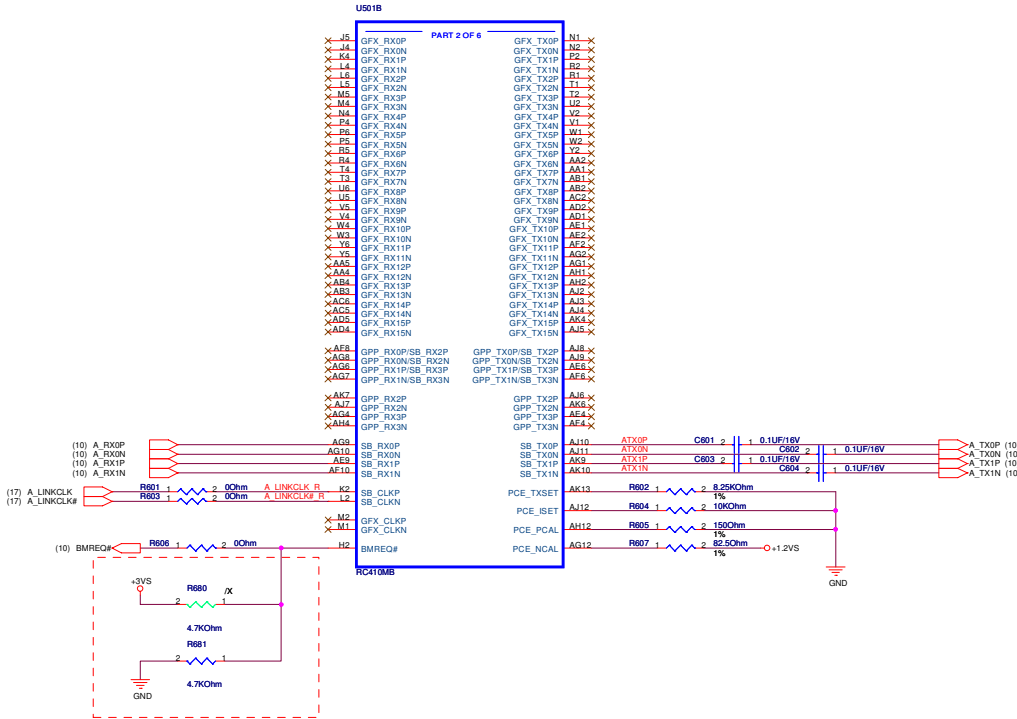 U501B
PART 2 OF 6
J5 GFX_RX0P GFX_TX0P N1
J4 GFX_RX0N GFX_TX0N N2
K4 GFX_RX1P GFX_TX1P P2
L4 GFX_RX1N GFX_TX1N R2
L6 GFX_RX2P GFX_TX2P R1
L5 GFX_RX2N GFX_TX2N T1
M5 GFX_RX3P GFX_TX3P T2
M4 GFX_RX3N GFX_TX3N U2
N4 GFX_RX4P GFX_TX4P V2
P4 GFX_RX4N GFX_TX4N V1
P6 GFX_RX5P GFX_TX5P W1
P5 GFX_RX5N GFX_TX5N W2
R5 GFX_RX6P GFX_TX6P Y2
R4 GFX_RX6N GFX_TX6N AA2
T4 GFX_RX7P GFX_TX7P AA1
T3 GFX_RX7N GFX_TX7N AB1
U6 GFX_RX8P GFX_TX8P AB2
U5 GFX_RX8N GFX_TX8N AC2
V5 GFX_RX9P GFX_TX9P AD2
V4 GFX_RX9N GFX_TX9N AD1
W4 GFX_RX10P GFX_TX10P AE1
W3 GFX_RX10N GFX_TX10N AE2
Y6 GFX_RX11P GFX_TX11P AF2
Y5 GFX_RX11N GFX_TX11N AG2
AA5 GFX_RX12P GFX_TX12P AG1
AA4 GFX_RX12N GFX_TX12N AH1
AB4 GFX_RX13P GFX_TX13P AH2
AB3 GFX_RX13N GFX_TX13N AJ2
AC6 GFX_RX14P GFX_TX14P AJ3
AC5 GFX_RX14N GFX_TX14N AJ4
AD5 GFX_RX15P GFX_TX15P AK4
AD4 GFX_RX15N GFX_TX15N AJ5
AF8 GPP_RX0P/SB_RX2P GPP_TX0P/SB_TX2P AJ8
AG8 GPP_RX0N/SB_RX2N GPP_TX0N/SB_TX2N AJ9
AG6 GPP_RX1P/SB_RX3P GPP_TX1P/SB_TX3P AE6
AG7 GPP_RX1N/SB_RX3N GPP_TX1N/SB_TX3N AF6
AK7 GPP_RX2P GPP_TX2P AJ6
AJ7 GPP_RX2N GPP_TX2N AK6
AG4 GPP_RX3P GPP_TX3P AE4
AH4 GPP_RX3N GPP_TX3N AF4
(10) A_RX0P AG9 SB_RX0P SB_TX0P AJ10 ATX0P C601 2 1 0.1UF/16V A_TX0P (10
(10) A_RX0N AG10 SB_RX0N SB_TX0N AJ11 ATX0N C602 2 1 0.1UF/16V A_TX0N (10
(10) A_RX1P AE9 SB_RX1P SB_TX1P AK9 ATX1P C603 2 1 0.1UF/16V A_TX1P (10
(10) A_RX1N AF10 SB_RX1N SB_TX1N AK10 ATX1N C604 2 1 0.1UF/16V A_TX1N (10
(17) A_LINKCLK R601 1 2 0Ohm A_LINKCLK_R K2 SB_CLKP PCE_TXSET AK13 R602 1 2 8.25KOhm
1%
(17) A_LINKCLK# R603 1 2 0Ohm A_LINKCLK#_R L2 SB_CLKN
PCE_ISET AJ12 R604 1 2 10KOhm
M2 GFX_CLKP
M1 GFX_CLKN PCE_PCAL AH12 R605 1 2 150Ohm
1%
(10) BMREQ# R606 1 2 0Ohm H2 BMREQ# PCE_NCAL AG12 R607 1 2 82.5Ohm +1.2VS
1%
RC410MB
GND
+3VS
R680 /X
2 1
4.7KOhm
R681
2 1
4.7KOhm
GND